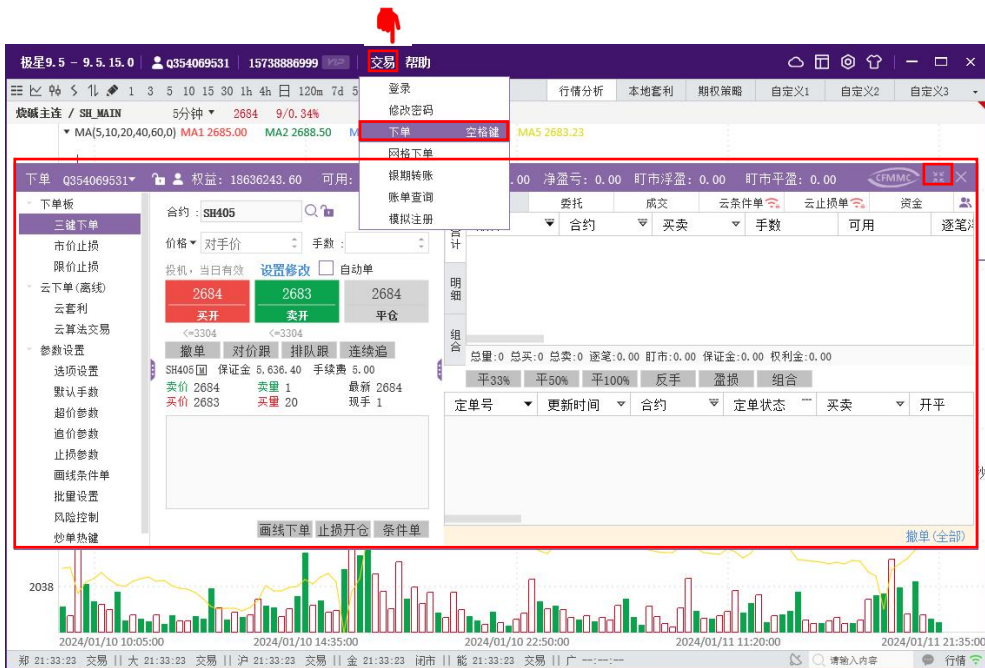 极星9.5 - 9.5.15.0 Q354069531 15738886999 VIP 交易 帮助
1 3 5 10 15 30 1h 4h 日 120m 7d 5 行情分析 本地套利 期权策略 自定义1 自定义2 自定义3
烧碱主连 / SH_MAIN 5分钟 ▼ 2684 9/0.34%
▼ MA(5,10,20,40,60,0) MA1 2685.00 MA2 2688.50 M MA5 2683.23
登录
修改密码
下单 空格键
网格下单
银期转账
账单查询
模拟注册
下单 Q354069531▼ 权益: 18636243.60 可用: .00 净盈亏: 0.00 盯市浮盈: 0.00 盯市平盈: 0.00 CFMMC
下单板
三键下单
市价止损
限价止损
云下单(离线)
云套利
云算法交易
参数设置
选项设置
默认手数
超价参数
追价参数
止损参数
画线条件单
批量设置
风险控制
炒单热键
合约 : SH405
价格▼ 对手价 手数 :
投机, 当日有效 设置修改 自动单
2684 2683 2684
买开 卖开 平仓
<=3304 <=3304
撤单 对价跟 排队跟 连续追
SH405 M 保证金 5,636.40 手续费 5.00
卖价 2684 卖量 1 最新 2684
买价 2683 买量 20 现手 1
画线下单 止损开仓 条件单
委托 成交 云条件单 云止损单 资金
合约 买卖 手数 可用 逐笔浮
合计
明细
组合
总量:0 总买:0 总卖:0 逐笔:0.00 盯市:0.00 保证金:0.00 权利金:0.00
平33% 平50% 平100% 反手 盈损 组合
定单号 更新时间 合约 定单状态 买卖 开平
撤单(全部)
2038
2024/01/10 10:05:00 2024/01/10 14:35:00 2024/01/10 22:50:00 2024/01/11 11:20:00 2024/01/11 21:35:00
郑 21:33:23 交易 || 大 21:33:23 交易 || 沪 21:33:23 交易 || 金 21:33:23 闭市 || 能 21:33:23 交易 || 广 --:--:-- 请输入内容 行情